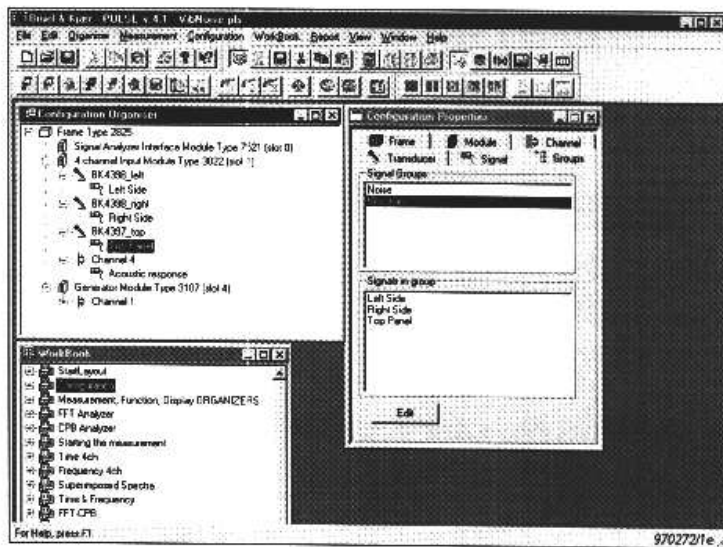 Brüel & Kjær PULSE v. 4.1 VibNoise.pls
File Edit Organiser Measurement Configuration WorkBook Report View Window Help
Configuration Organiser
Frame Type 2825
Signal Analyzer Interface Module Type 7521 (slot 0)
4 channel Input Module Type 3022 (slot 1)
BK4398_left
Left Side
BK4398_right
Right Side
BK4397_top
Channel 4
Acoustic response
Generator Module Type 3107 (slot 4)
Channel 1
Configuration Properties
Frame Module Channel
Transducer Signal Groups
Signal Groups
Noise
Signals in group
Left Side
Right Side
Top Panel
Edit
WorkBook
StartLayout
Measurement, Function, Display ORGANIZERS
FFT Analyzer
CPB Analyzer
Starting the measurement
Time 4ch
Frequency 4ch
Superimposed Spectra
Time & Frequency
FFT-CPB
For Help, press F1
970272/1e